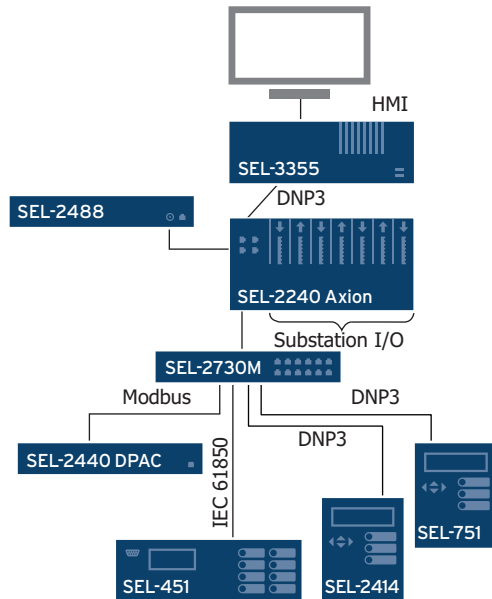 HMI
SEL-3355
DNP3
SEL-2488
SEL-2240 Axion
Substation I/O
SEL-2730M
Modbus
DNP3
DNP3
IEC 61850
SEL-2440 DPAC
SEL-751
SEL-451
SEL-2414